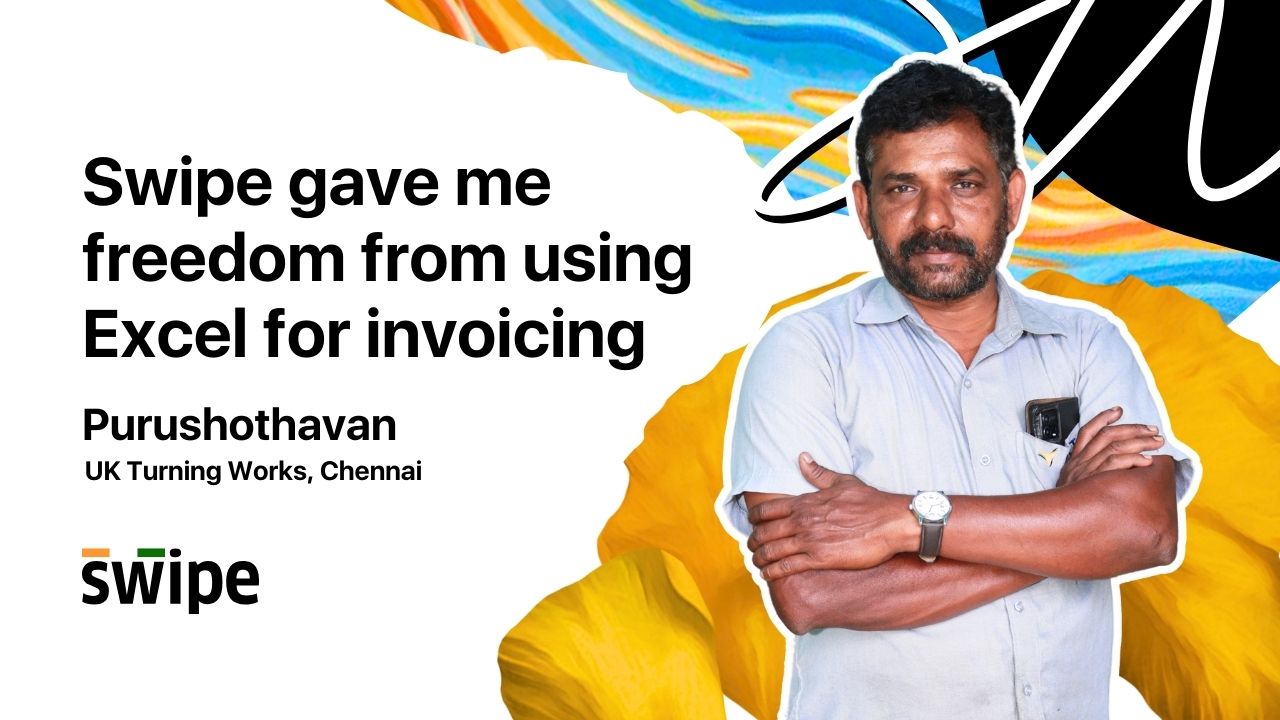 Swipe gave me
freedom from using
Excel for invoicing
Purushothavan
UK Turning Works, Chennai
swipe